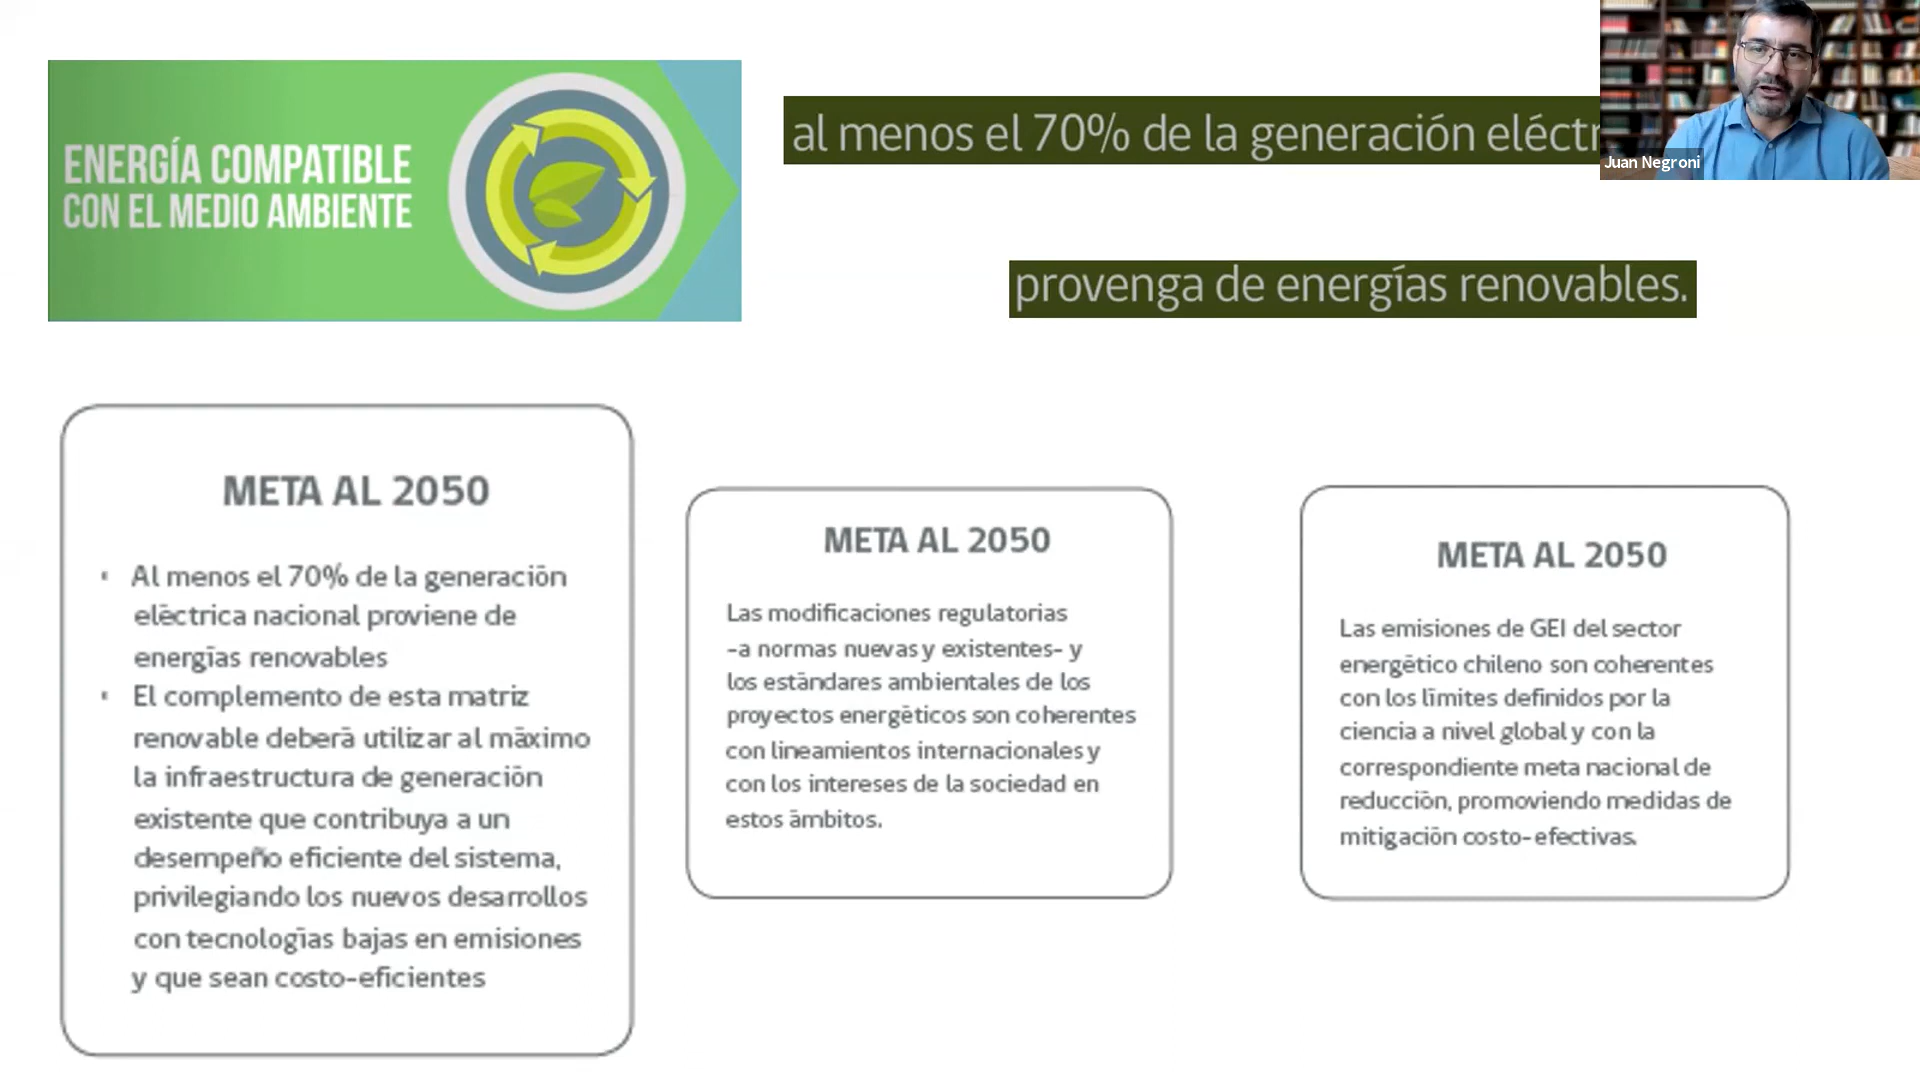 ENERGÍA COMPATIBLE
CON EL MEDIO AMBIENTE
al menos el 70% de la generación
provenga de energías renovables.
Juan Negroni
META AL 2050
Al menos el 70% de la generación
eléctrica nacional proviene de
energías renovables
El complemento de esta matriz
renovable deberá utilizar al máximo
la infraestructura de generación
existente que contribuya a un
desempeño eficiente del sistema,
privilegiando los nuevos desarrollos
con tecnologías bajas en emisiones
y que sean costo-eficientes
META AL 2050
Las modificaciones regulatorias
-a normas nuevas y existentes- y
los estándares ambientales de los
proyectos energéticos son coherentes
con lineamientos internacionales y
con los intereses de la sociedad en
estos ámbitos.
META AL 2050
Las emisiones de GEI del sector
energético chileno son coherentes
con los límites definidos por la
ciencia a nivel global y con la
correspondiente meta nacional de
reducción, promoviendo medidas de
mitigación costo-efectivas.